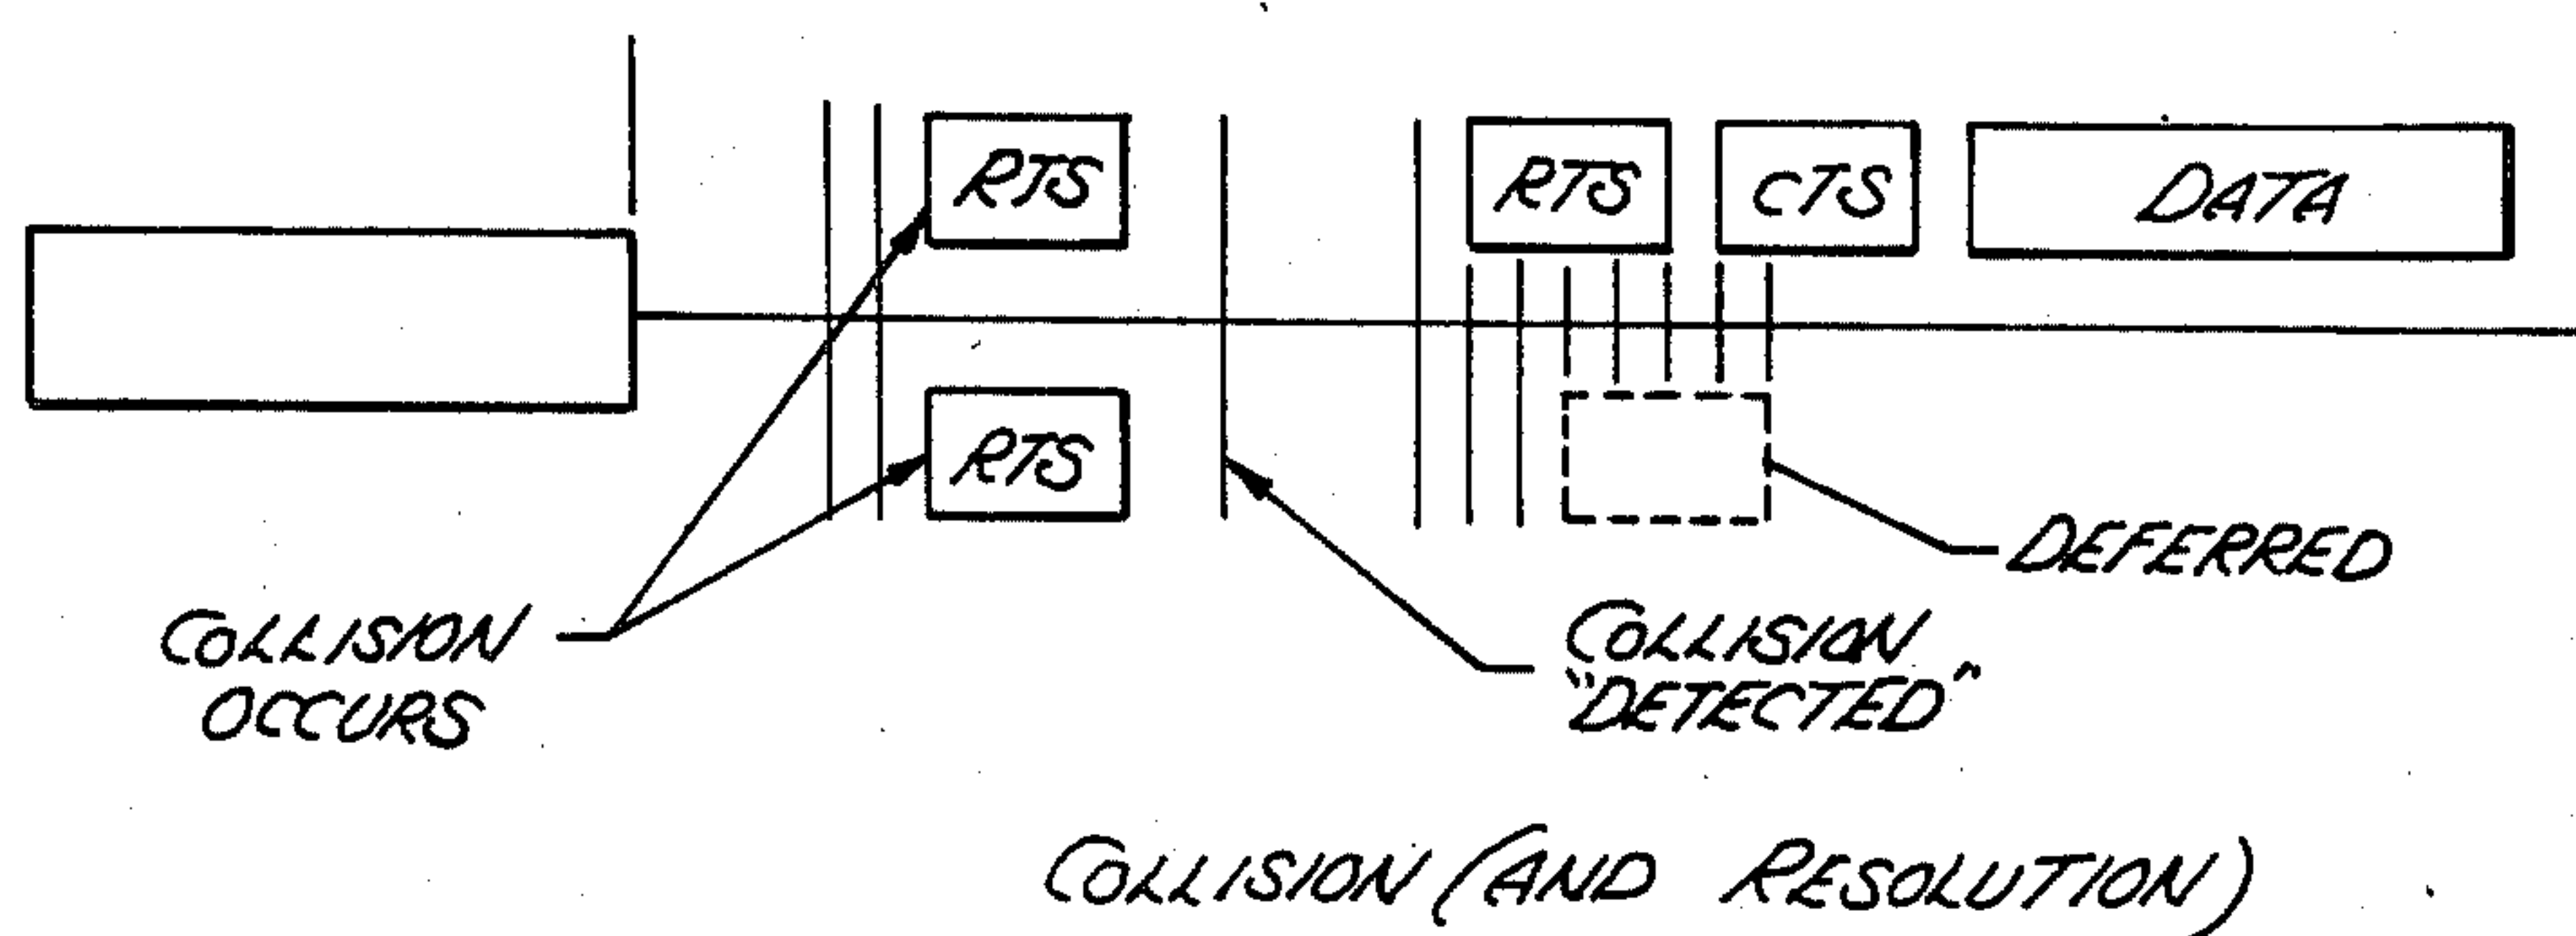 RTS
RTS
CTS
DATA
RTS
DEFERRED
COLLISION
OCCURS
COLLISION
"DETECTED"
COLLISION (AND RESOLUTION)